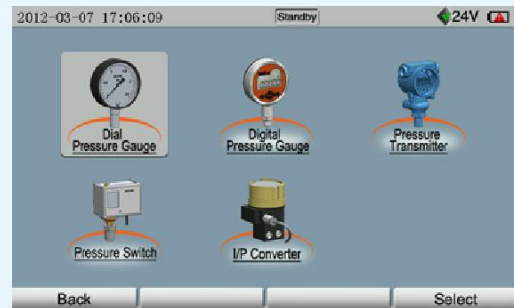 2012-03-07 17:06:09 Standby 24V
Dial
Pressure Gauge
Digital
Pressure Gauge
Pressure
Transmitter
Pressure Switch
I/P Converter
Back Select